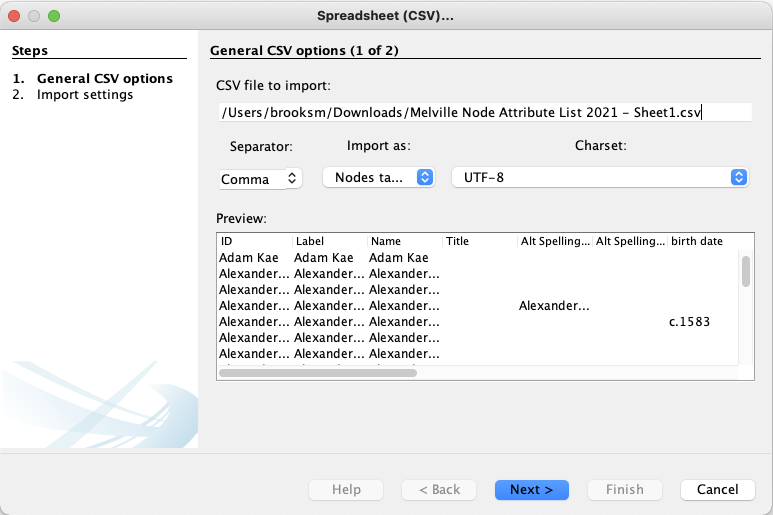 Spreadsheet (CSV)...
Steps
1. General CSV options
2. Import settings
General CSV options (1 of 2)
CSV file to import:
/Users/brooksm/Downloads/Melville Node Attribute List 2021 – Sheet1.csv
Separator: Import as: Charset:
Comma Nodes ta... UTF-8
Preview:
ID Label Name Title Alt Spelling... Alt Spelling... birth date
Adam Kae Adam Kae Adam Kae
Alexander... Alexander... Alexander...
Alexander... Alexander... Alexander...
Alexander... Alexander... Alexander... Alexander...
Alexander... Alexander... Alexander... c.1583
Alexander... Alexander... Alexander...
Alexander... Alexander... Alexander...
Help < Back Next > Finish Cancel